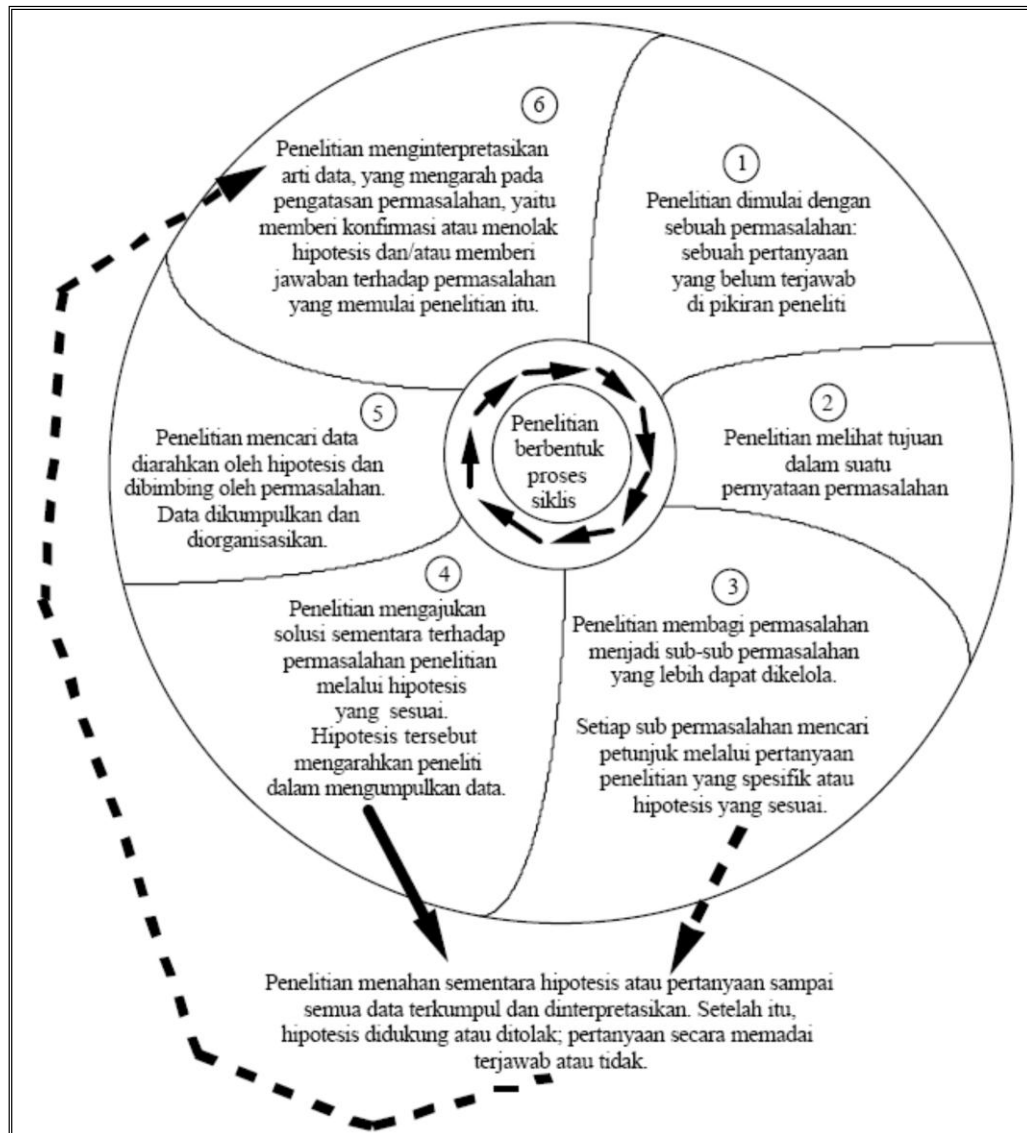 6
Penelitian menginterpretasikan
arti data, yang mengarah pada
pengatasan permasalahan, yaitu
memberi konfirmasi atau menolak
hipotesis dan/atau memberi
jawaban terhadap permasalahan
yang memulai penelitian itu.
1
Penelitian dimulai dengan
sebuah permasalahan:
sebuah pertanyaan
yang belum terjawab
di pikiran peneliti
2
Penelitian melihat tujuan
dalam suatu
pernyataan permasalahan
5
Penelitian mencari data
diarahkan oleh hipotesis dan
dibimbing oleh permasalahan.
Data dikumpulkan dan
diorganisasikan.
Penelitian
berbentuk
proses
siklis
4
Penelitian mengajukan
solusi sementara terhadap
permasalahan penelitian
melalui hipotesis
yang sesuai.
Hipotesis tersebut
mengarahkan peneliti
dalam mengumpulkan data.
3
Penelitian membagi permasalahan
menjadi sub-sub permasalahan
yang lebih dapat dikelola.
Setiap sub permasalahan mencari
petunjuk melalui pertanyaan
penelitian yang spesifik atau
hipotesis yang sesuai.
Penelitian menahan sementara hipotesis atau pertanyaan sampai
semua data terkumpul dan dinterpretasikan. Setelah itu,
hipotesis didukung atau ditolak; pertanyaan secara memadai
terjawab atau tidak.